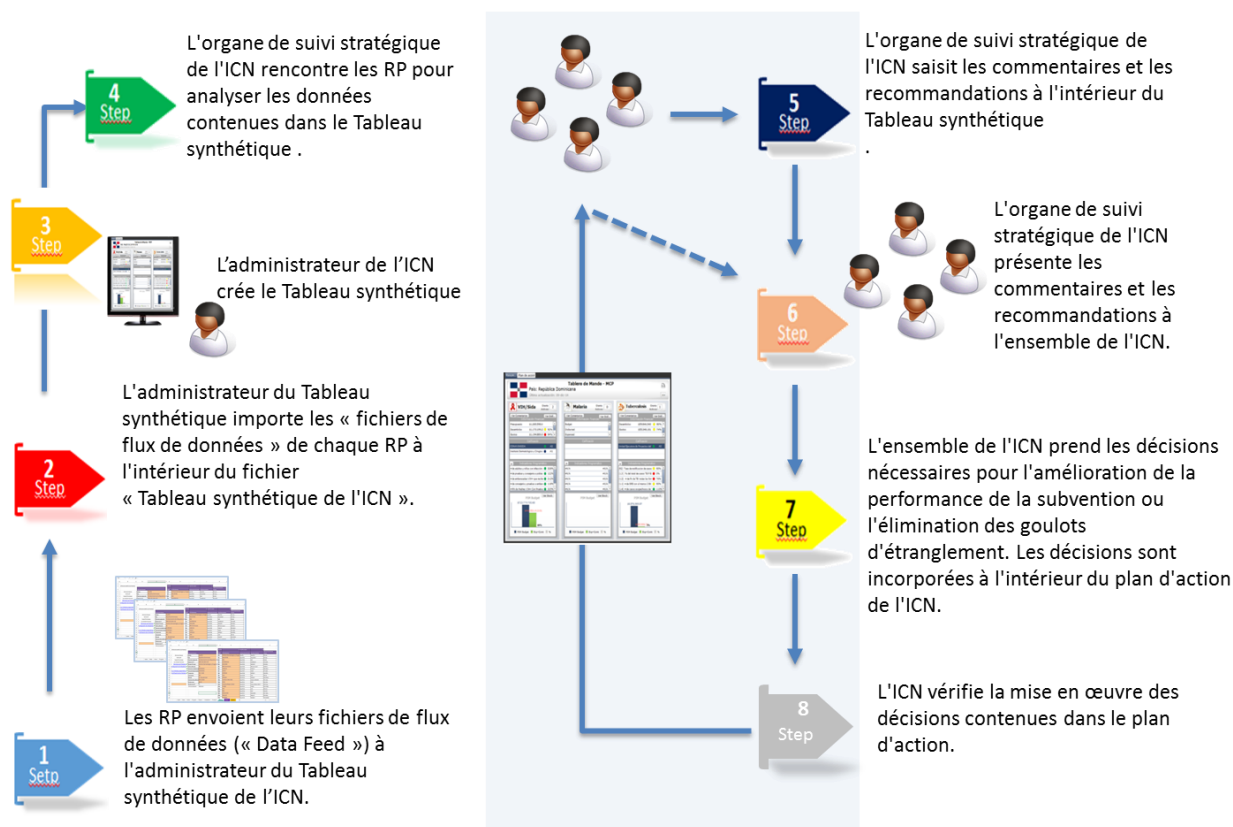 4
Step
L'organe de suivi stratégique
de l'ICN rencontre les RP pour
analyser les données
contenues dans le Tableau
synthétique .
3
Step
L’administrateur de l’ICN
crée le Tableau synthétique
2
Step
L'administrateur du Tableau
synthétique importe les « fichiers de
flux de données » de chaque RP à
l'intérieur du fichier
« Tableau synthétique de l'ICN ».
1
Setp
Les RP envoient leurs fichiers de flux
de données (« Data Feed ») à
l'administrateur du Tableau
synthétique de l’ICN.
5
Step
L'organe de suivi stratégique de
l'ICN saisit les commentaires et les
recommandations à l'intérieur du
Tableau synthétique
.
6
Step
L'organe de suivi
stratégique de l'ICN
présente les
commentaires et les
recommandations à
l'ensemble de l'ICN.
Tablero de Mando - MCP
País: República Dominicana
VIH/Sida
Malaria
Tuberculosis
7
Step
L'ensemble de l'ICN prend les décisions
nécessaires pour l'amélioration de la
performance de la subvention ou
l'élimination des goulots
d'étranglement. Les décisions sont
incorporées à l'intérieur du plan d'action
de l'ICN.
8
Step
L'ICN vérifie la mise en œuvre des
décisions contenues dans le plan
d'action.